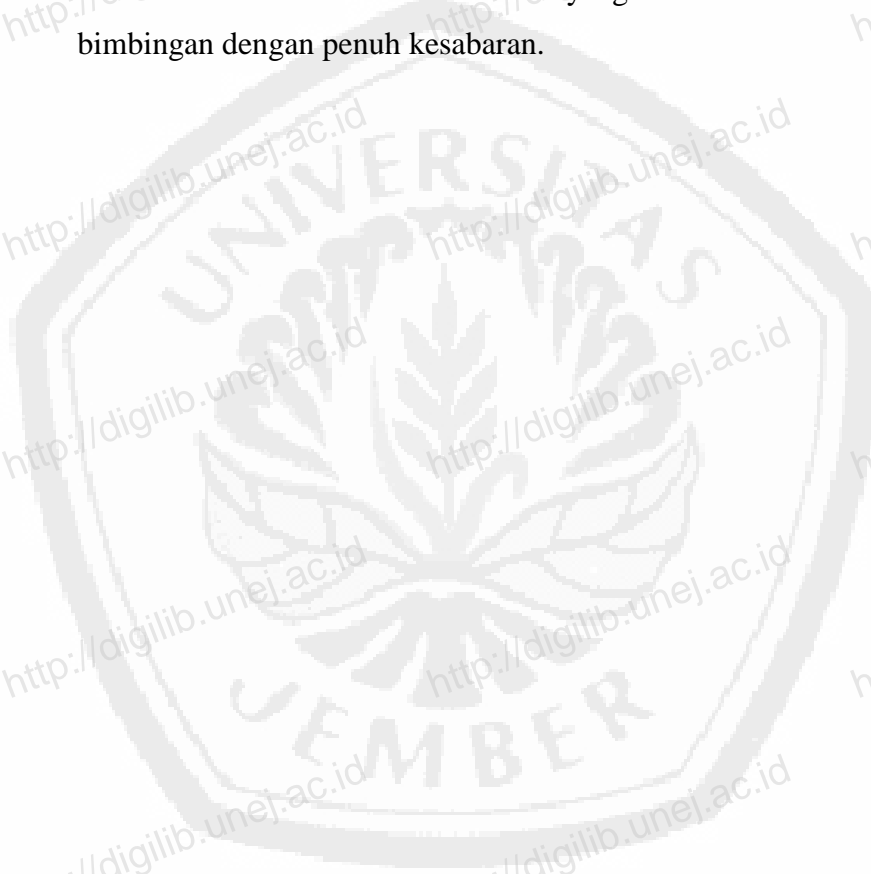 http:// yang
bimbingan dengan penuh kesabaran.
UNIVERSITAS
http://digilib.unej.ac.id http://digilib.unej.ac.id
http://digilib.unej.ac.id http://digilib.unej.ac.id
http://digilib.unej.ac.id http://digilib.unej.ac.id
JEMBER
//digilib.unej.ac.id //digilib.unej.ac.id